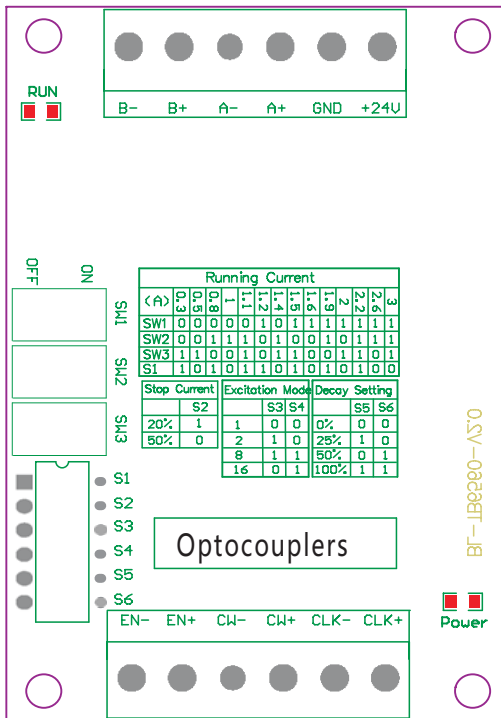 B- B+ A- A+ GND +24V
RUN
OFF ON
SW1
SW2
SW3
Running Current
(A) 0.3 0.5 0.8 1 1.1 1.2 1.4 1.5 1.6 1.9 2 2.2 2.6 3
SW1 0 0 0 0 0 1 0 1 1 1 1 1 1 1
SW2 0 0 1 1 1 0 1 0 0 1 0 1 1 1
SW3 1 1 0 0 1 0 1 1 0 0 1 1 0 1
S1 1 0 1 0 1 1 0 1 0 1 0 1 0 0
Stop Current
S2
20% 1
50% 0
Excitation Mode
S3 S4
1 0 0
2 1 0
8 1 1
16 0 1
Decay Setting
S5 S6
0% 0 0
25% 1 0
50% 0 1
100% 1 1
BL-TB6560-V2.0
S1
S2
S3
S4
S5
S6
Optocouplers
Power
EN- EN+ CW- CW+ CLK- CLK+